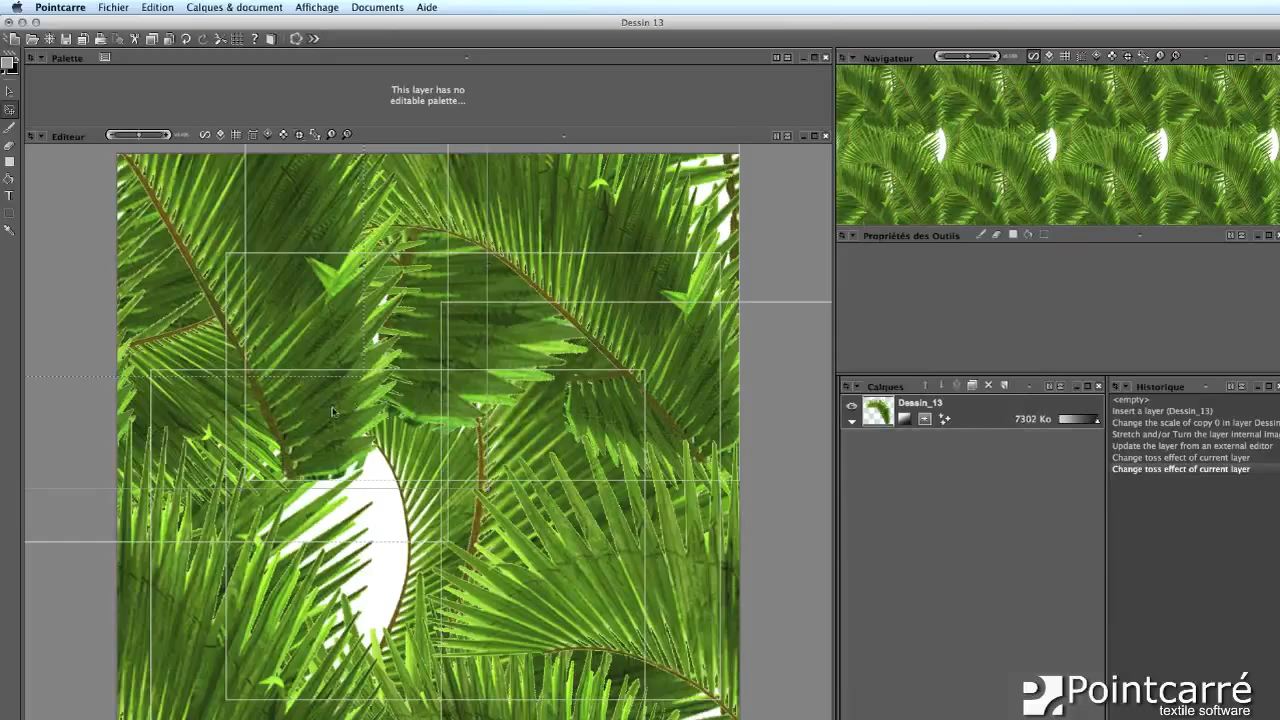 Pointcarre Fichier Edition Calques & document Affichage Documents Aide
Dessin 13
Palette
This layer has no
editable palette...
Navigateur
Editeur
Propriétés des Outils
Calques
Historique
Dessin_13
7302 Ko
<empty>
Insert a layer (Dessin_13)
Change the scale of copy 0 in layer Dessin
Stretch and/or Turn the layer internal ima
Update the layer from an external editor
Change toss effect of current layer
Change toss effect of current layer
Pointcarré
textile software